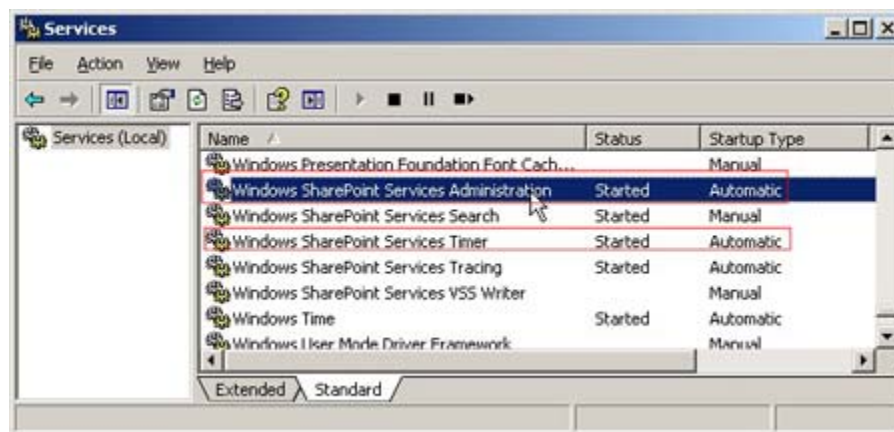 Services
File Action View Help
Services (Local)
Name Status Startup Type
Windows Presentation Foundation Font Cach... Manual
Windows SharePoint Services Administration Started Automatic
Windows SharePoint Services Search Started Manual
Windows SharePoint Services Timer Started Automatic
Windows SharePoint Services Tracing Started Automatic
Windows SharePoint Services VSS Writer Manual
Windows Time Started Automatic
Windows User Mode Driver Framework Manual
Extended Standard